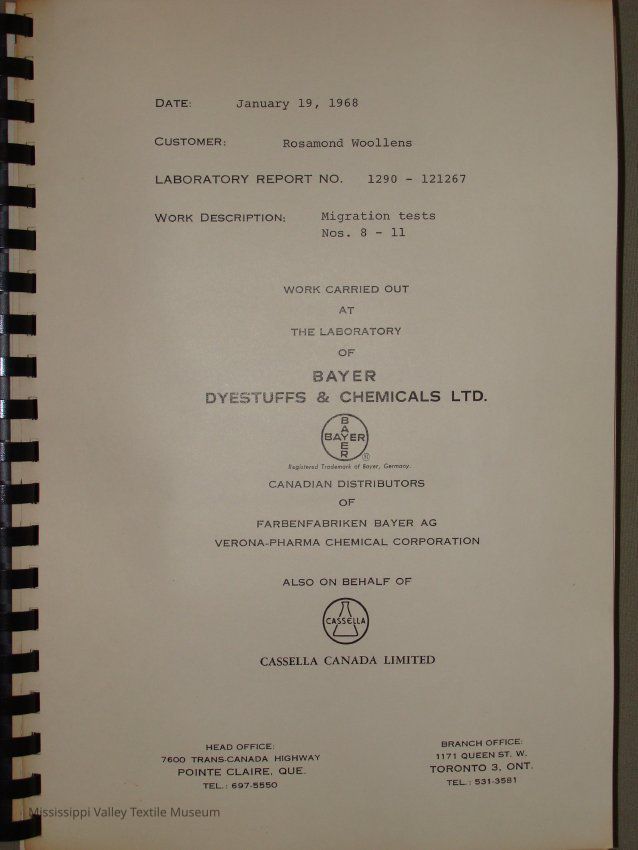 DATE: January 19, 1968
CUSTOMER: Rosamond Woollens
LABORATORY REPORT NO. 1290 - 121267
WORK DESCRIPTION: Migration tests
Nos. 8 - 11
WORK CARRIED OUT
AT
THE LABORATORY
OF
BAYER
DYESTUFFS & CHEMICALS LTD.
BAYER
BAYER
®
Registered Trademark of Bayer, Germany.
CANADIAN DISTRIBUTORS
OF
FARBENFABRIKEN BAYER AG
VERONA-PHARMA CHEMICAL CORPORATION
ALSO ON BEHALF OF
CASSELLA
CASSELLA CANADA LIMITED
HEAD OFFICE:
7600 TRANS-CANADA HIGHWAY
POINTE CLAIRE, QUE.
TEL.: 697-5550
BRANCH OFFICE:
1171 QUEEN ST. W.
TORONTO 3, ONT.
TEL.: 531-3581
Mississippi Valley Textile Museum